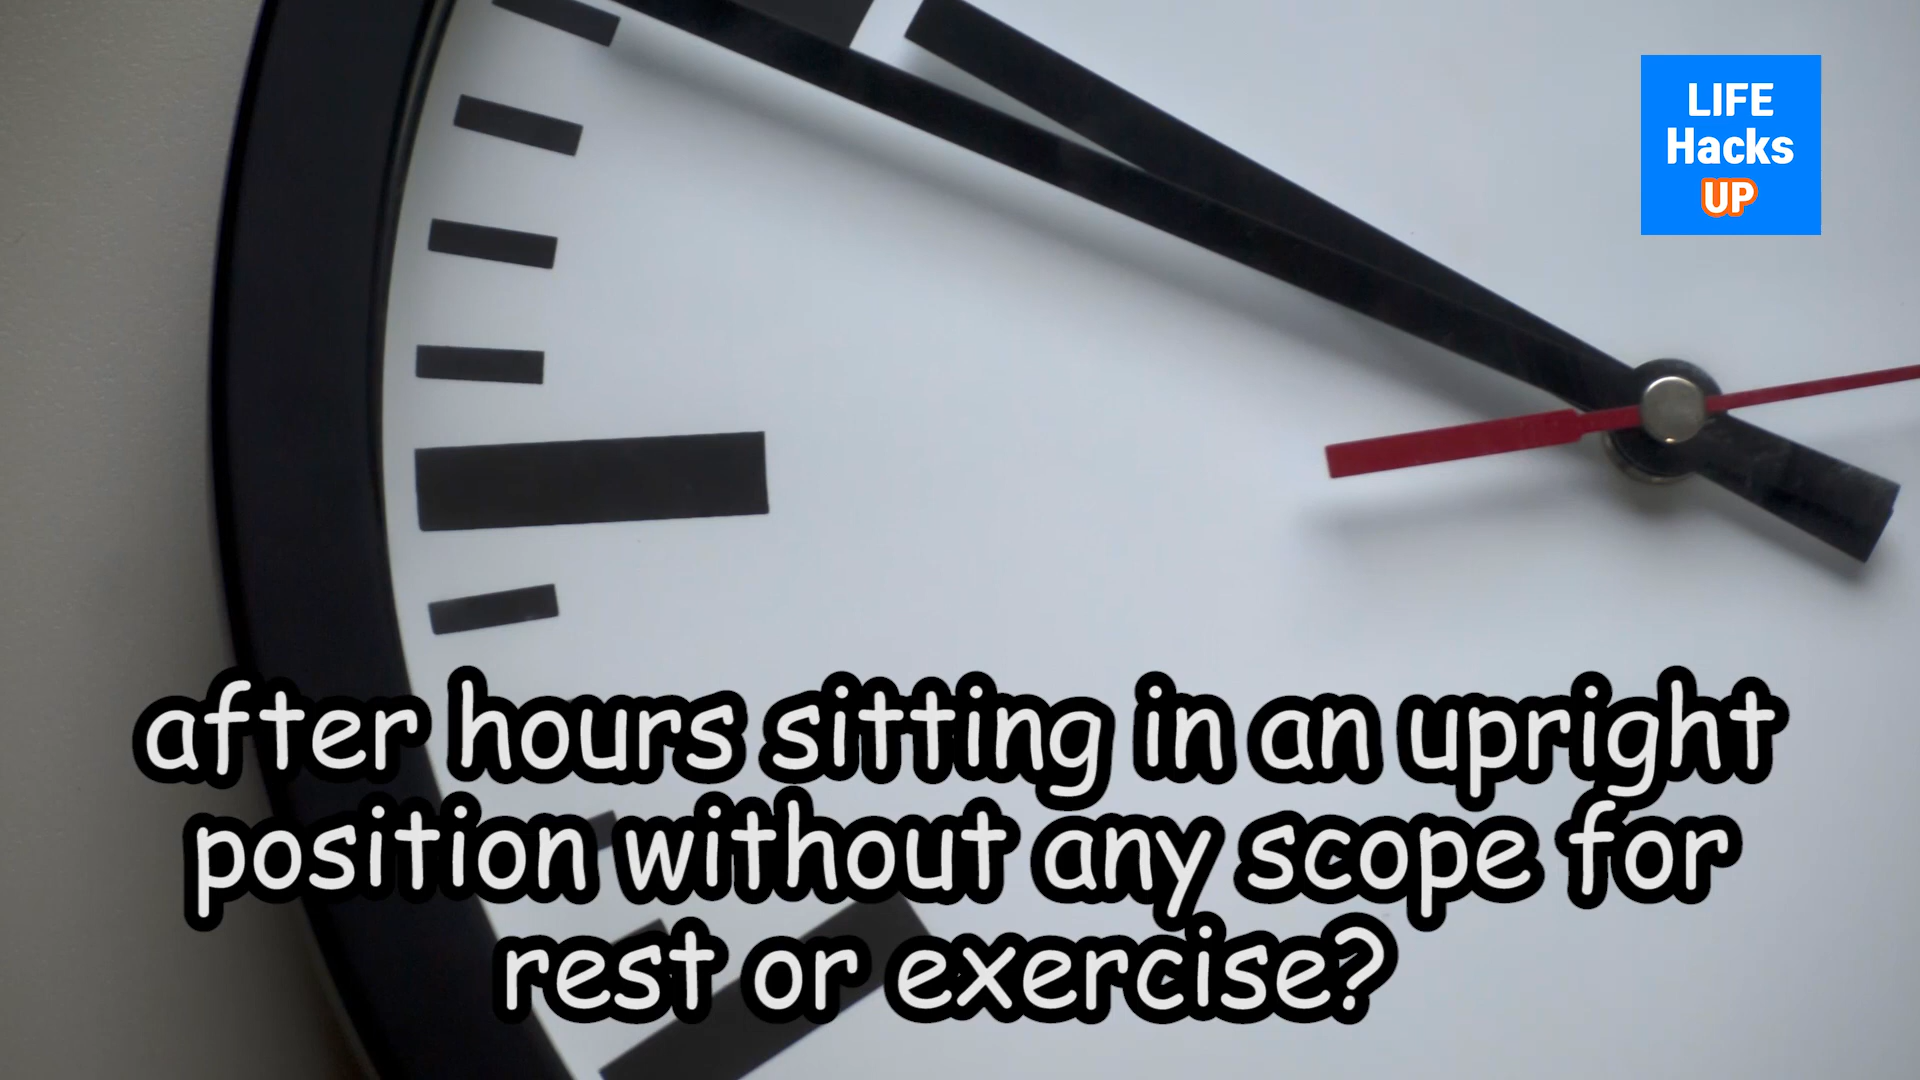 LIFE
Hacks
UP
after hours sitting in an upright
position without any scope for
rest or exercise?